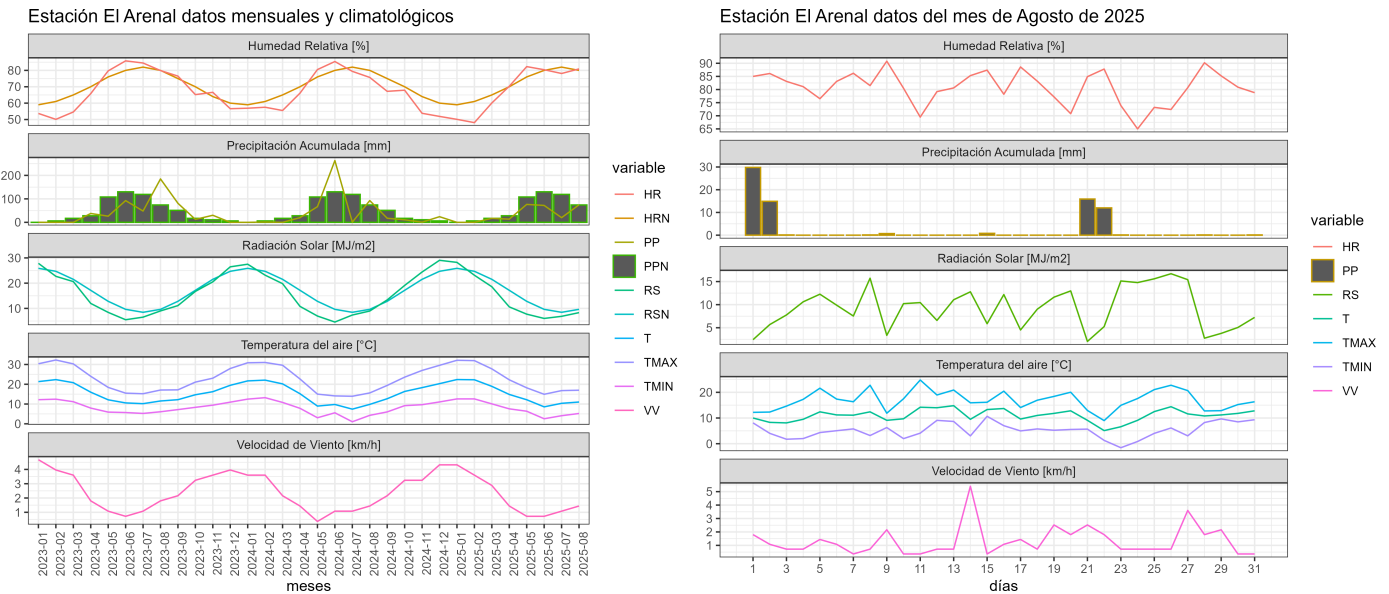 Estación El Arenal datos mensuales y climatológicos
Humedad Relativa [%]
80
70
60
50
Precipitación Acumulada [mm]
200
100
0
Radiación Solar [MJ/m2]
30
20
10
Temperatura del aire [°C]
30
20
10
0
Velocidad de Viento [km/h]
4
3
2
1
2023-01
2023-02
2023-03
2023-04
2023-05
2023-06
2023-07
2023-08
2023-09
2023-10
2023-11
2023-12
2024-01
2024-02
2024-03
2024-04
2024-05
2024-06
2024-07
2024-08
2024-09
2024-10
2024-11
2024-12
2025-01
2025-02
2025-03
2025-04
2025-05
2025-06
2025-07
2025-08
meses
variable
HR
HRN
PP
PPN
RS
RSN
T
TMAX
TMIN
VV
Estación El Arenal datos del mes de Agosto de 2025
Humedad Relativa [%]
90
85
80
75
70
65
Precipitación Acumulada [mm]
30
20
10
0
Radiación Solar [MJ/m2]
15
10
5
Temperatura del aire [°C]
20
10
0
Velocidad de Viento [km/h]
5
4
3
2
1
1 3 5 7 9 11 13 15 17 19 21 23 25 27 29 31
días
variable
HR
PP
RS
T
TMAX
TMIN
VV